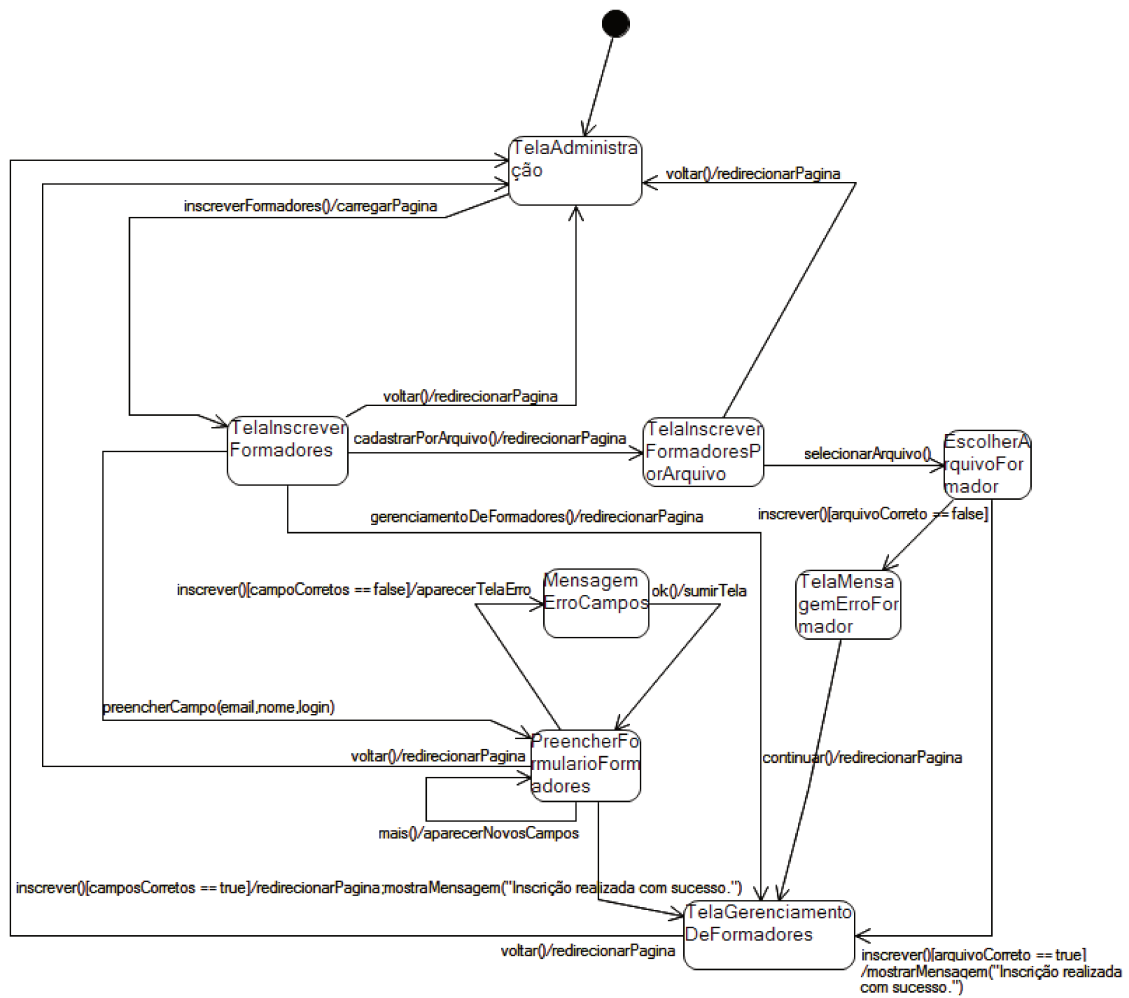 TelaAdministra
ção
voltar()/redirecionarPagina
inscreverFormadores()/carregarPagina
voltar()/redirecionarPagina
TelaInscrever
Formadores
cadastrarPorArquivo()/redirecionarPagina
TelaInscrever
FormadoresP
orArquivo
selecionarArquivo()
EscolherA
rquivoFor
mador
gerenciamentoDeFormadores()/redirecionarPagina
inscrever()[arquivoCorreto == false]
inscrever()[campoCorretos == false]/aparecerTelaErro
Mensagem
ErroCampos
ok()/sumirTela
TelaMensa
gemErroFor
mador
preencherCampo(email,nome,login)
voltar()/redirecionarPagina
PreencherFo
rmularioForm
adores
continuar()/redirecionarPagina
mais()/aparecerNovosCampos
inscrever()[camposCorretos == true]/redirecionarPagina;mostraMensagem("Inscrição realizada com sucesso.")
TelaGerenciamento
DeFormadores
voltar()/redirecionarPagina
inscrever()[arquivoCorreto == true]
/mostrarMensagem("Inscrição realizada
com sucesso.")